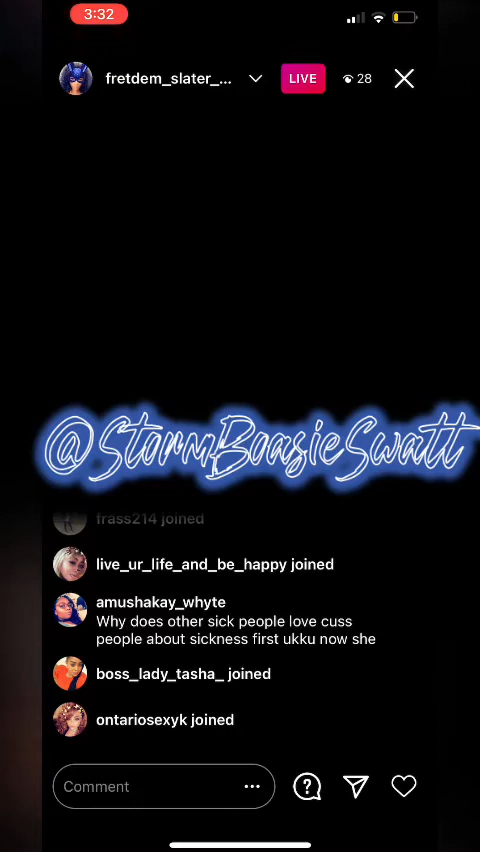 3:32
fretdem_slater_...
LIVE
28
@StormBoasieSwatt
frass214 joined
live_ur_life_and_be_happy joined
amushakay_whyte
Why does other sick people love cuss
people about sickness first ukku now she
boss_lady_tasha_ joined
ontariosexyk joined
Comment